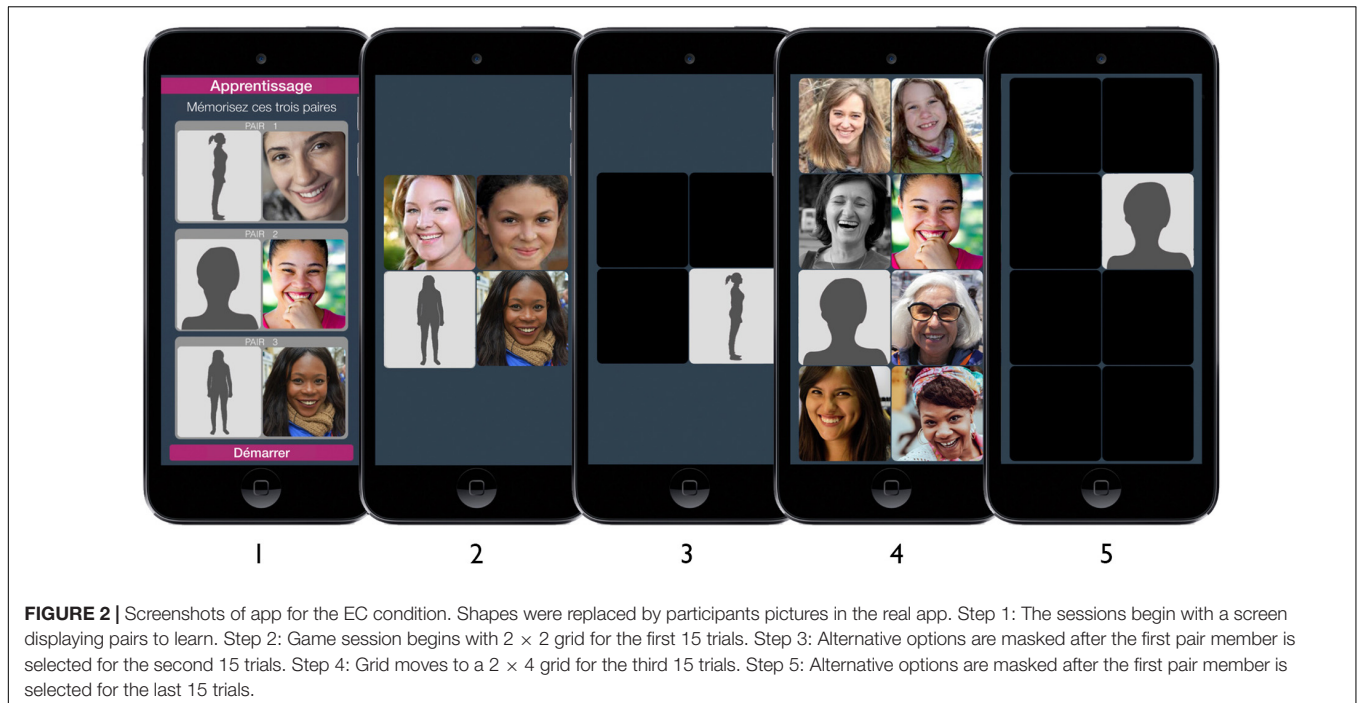 Apprentissage
Mémorisez ces trois paires
PAIR 1
PAIR 2
PAIR 3
Démarrer
1 2 3 4 5
FIGURE 2 | Screenshots of app for the EC condition. Shapes were replaced by participants pictures in the real app. Step 1: The sessions begin with a screen
displaying pairs to learn. Step 2: Game session begins with 2 × 2 grid for the first 15 trials. Step 3: Alternative options are masked after the first pair member is
selected for the second 15 trials. Step 4: Grid moves to a 2 × 4 grid for the third 15 trials. Step 5: Alternative options are masked after the first pair member is
selected for the last 15 trials.